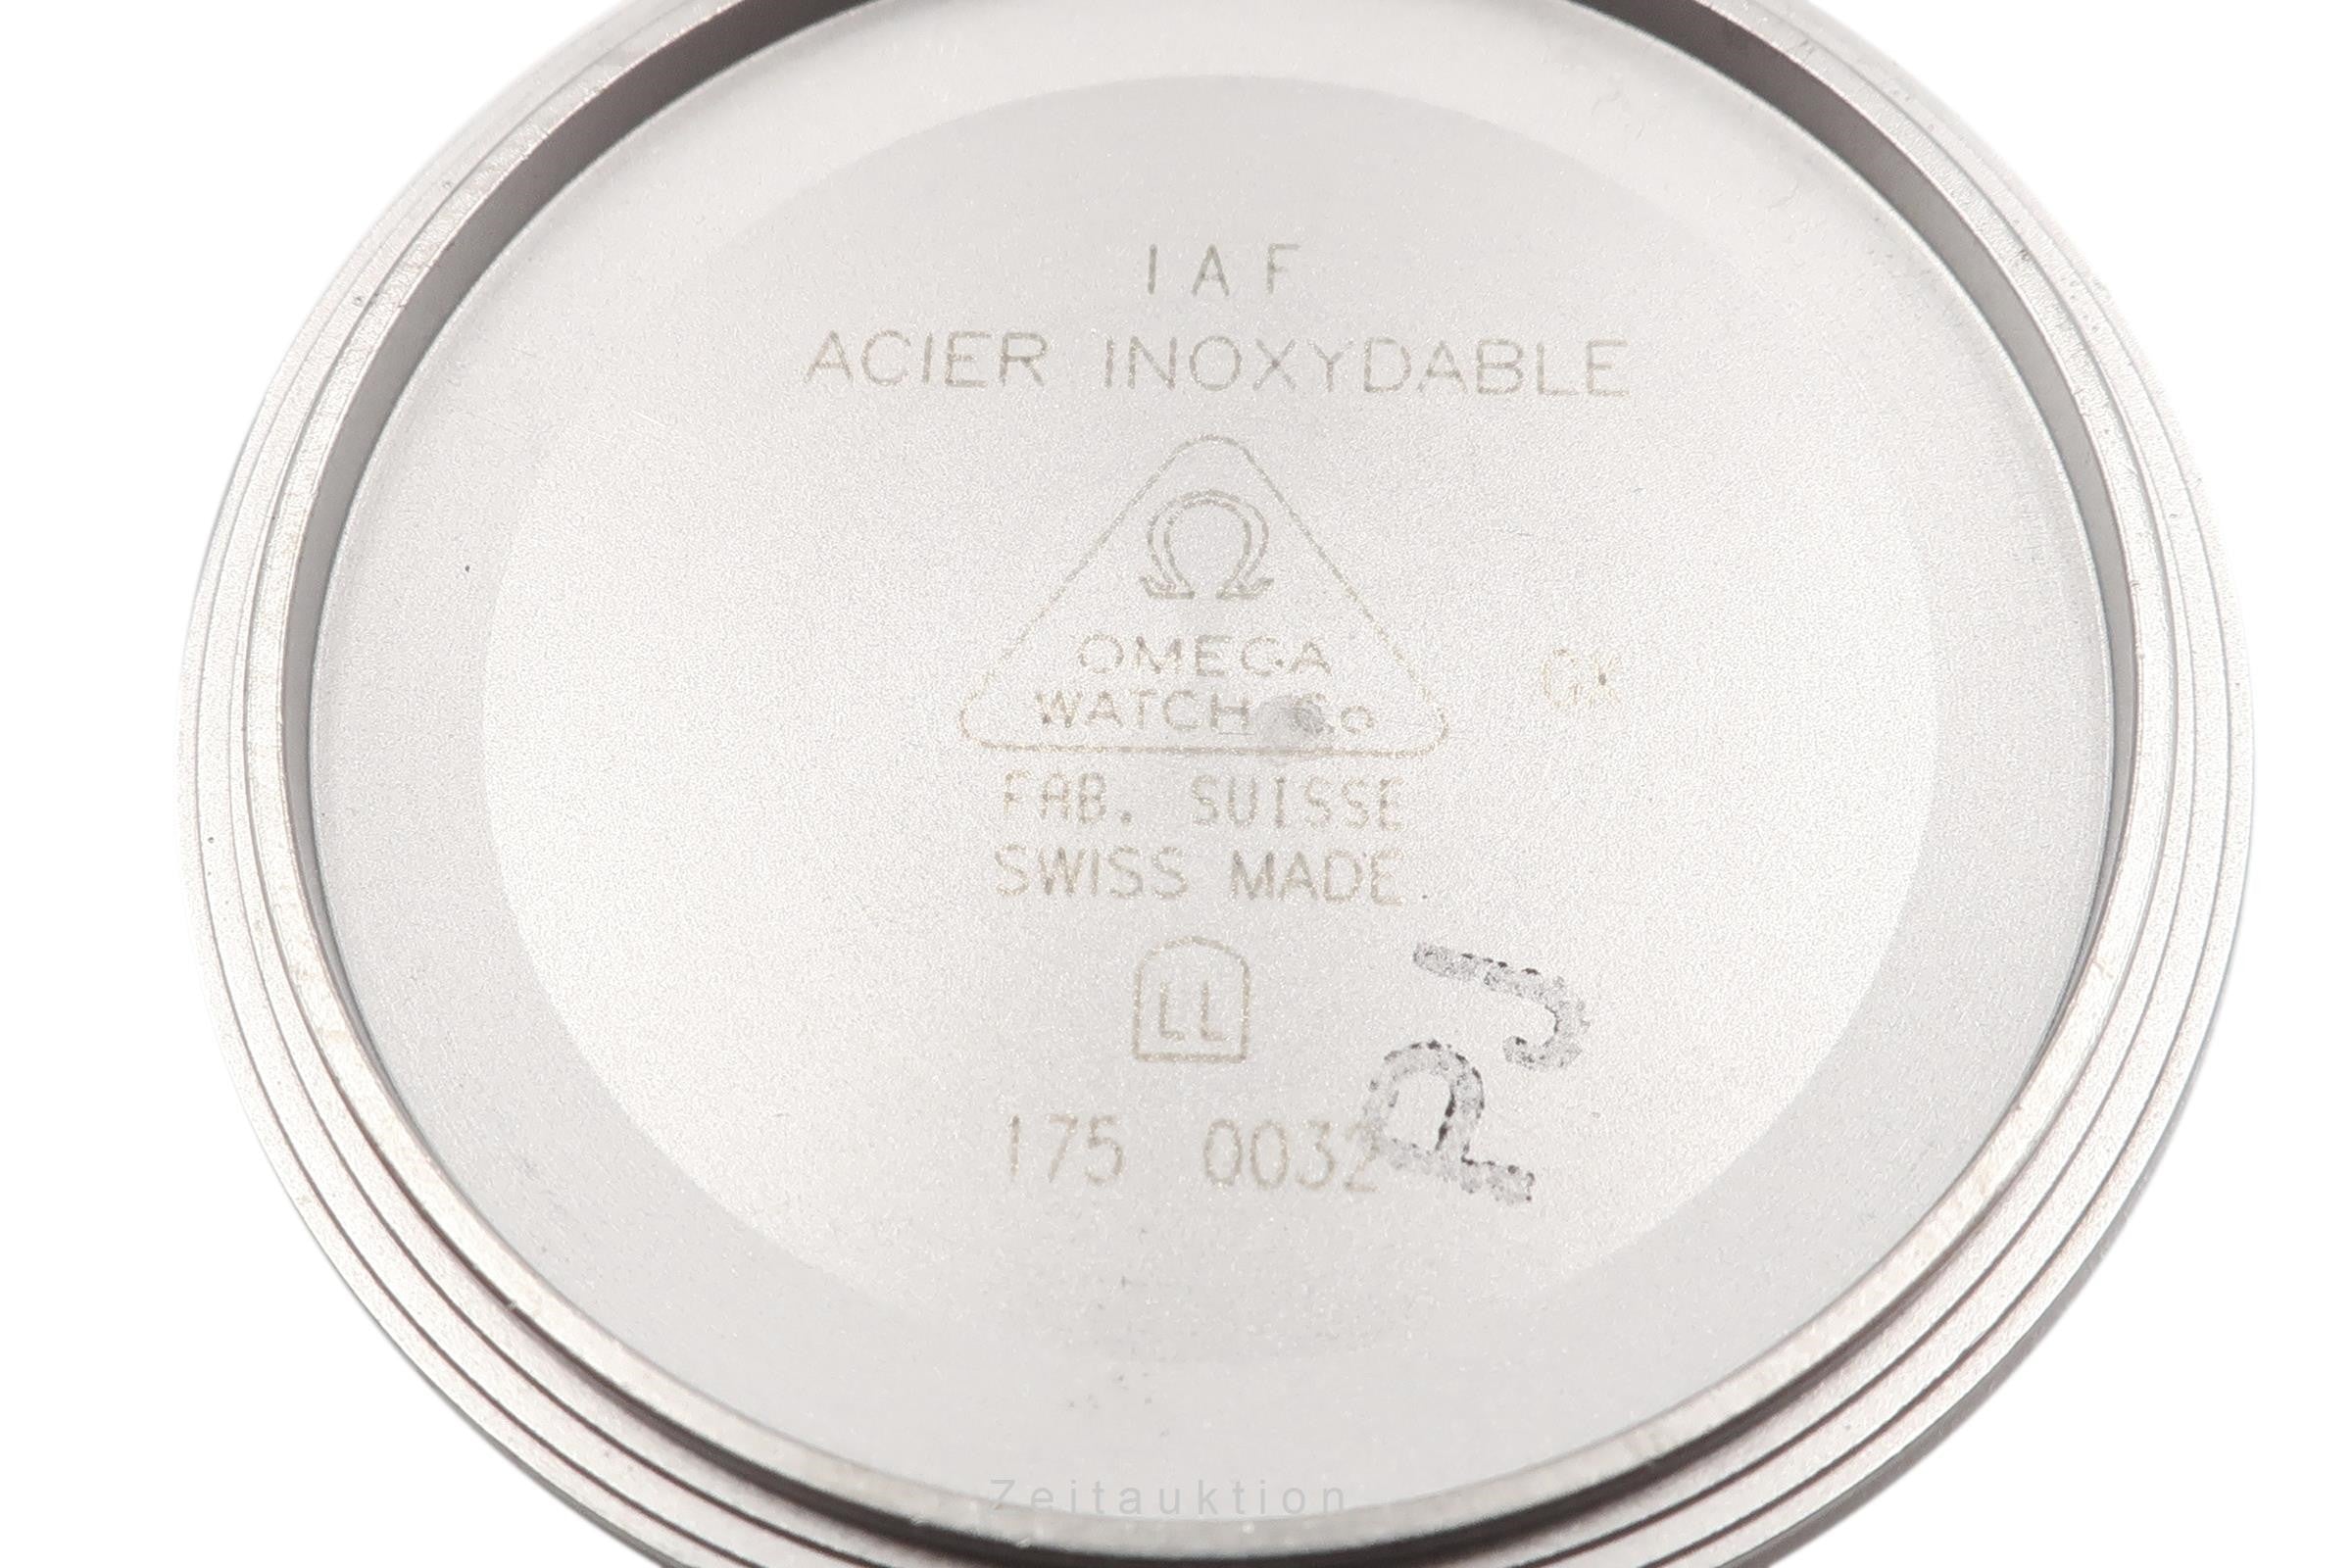 IAF
ACIER INOXYDABLE
Ω
OMEGA
WATCH Co
FAB. SUISSE
SWISS MADE
LL
175 0032
Zeitauktion